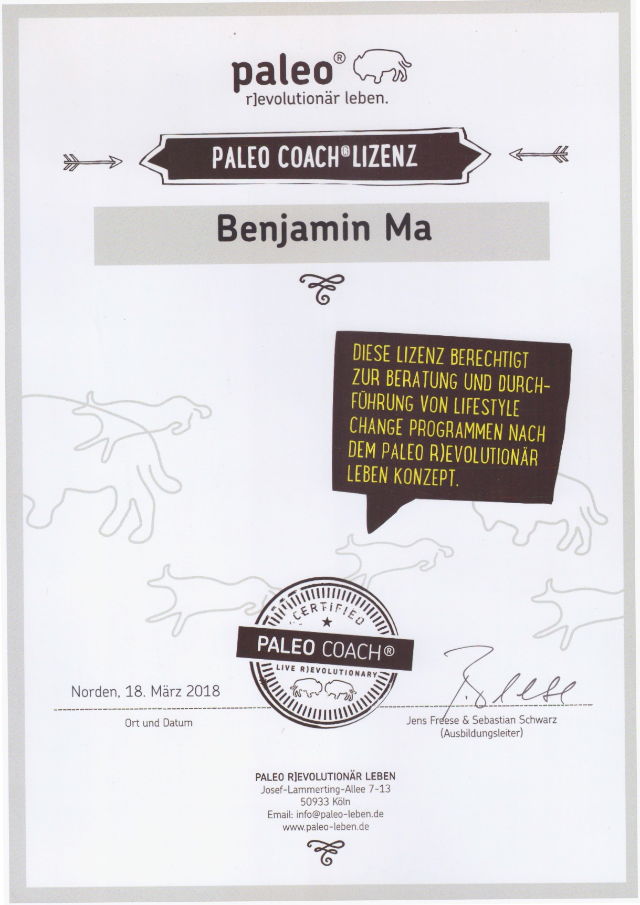 paleo®
r]evolutionär leben.
PALEO COACH® LIZENZ
Benjamin Ma
DIESE LIZENZ BERECHTIGT
ZUR BERATUNG UND DURCH-
FÜHRUNG VON LIFESTYLE
CHANGE PROGRAMMEN NACH
DEM PALEO R)EVOLUTIONÄR
LEBEN KONZEPT.
CERTIFIED
PALEO COACH®
LIVE R)EVOLUTIONARY
Norden, 18. März 2018
Ort und Datum
Freese
Jens Freese & Sebastian Schwarz
(Ausbildungsleiter)
PALEO R]EVOLUTIONÄR LEBEN
Josef-Lammerting-Allee 7-13
50933 Köln
Email: info@paleo-leben.de
www.paleo-leben.de